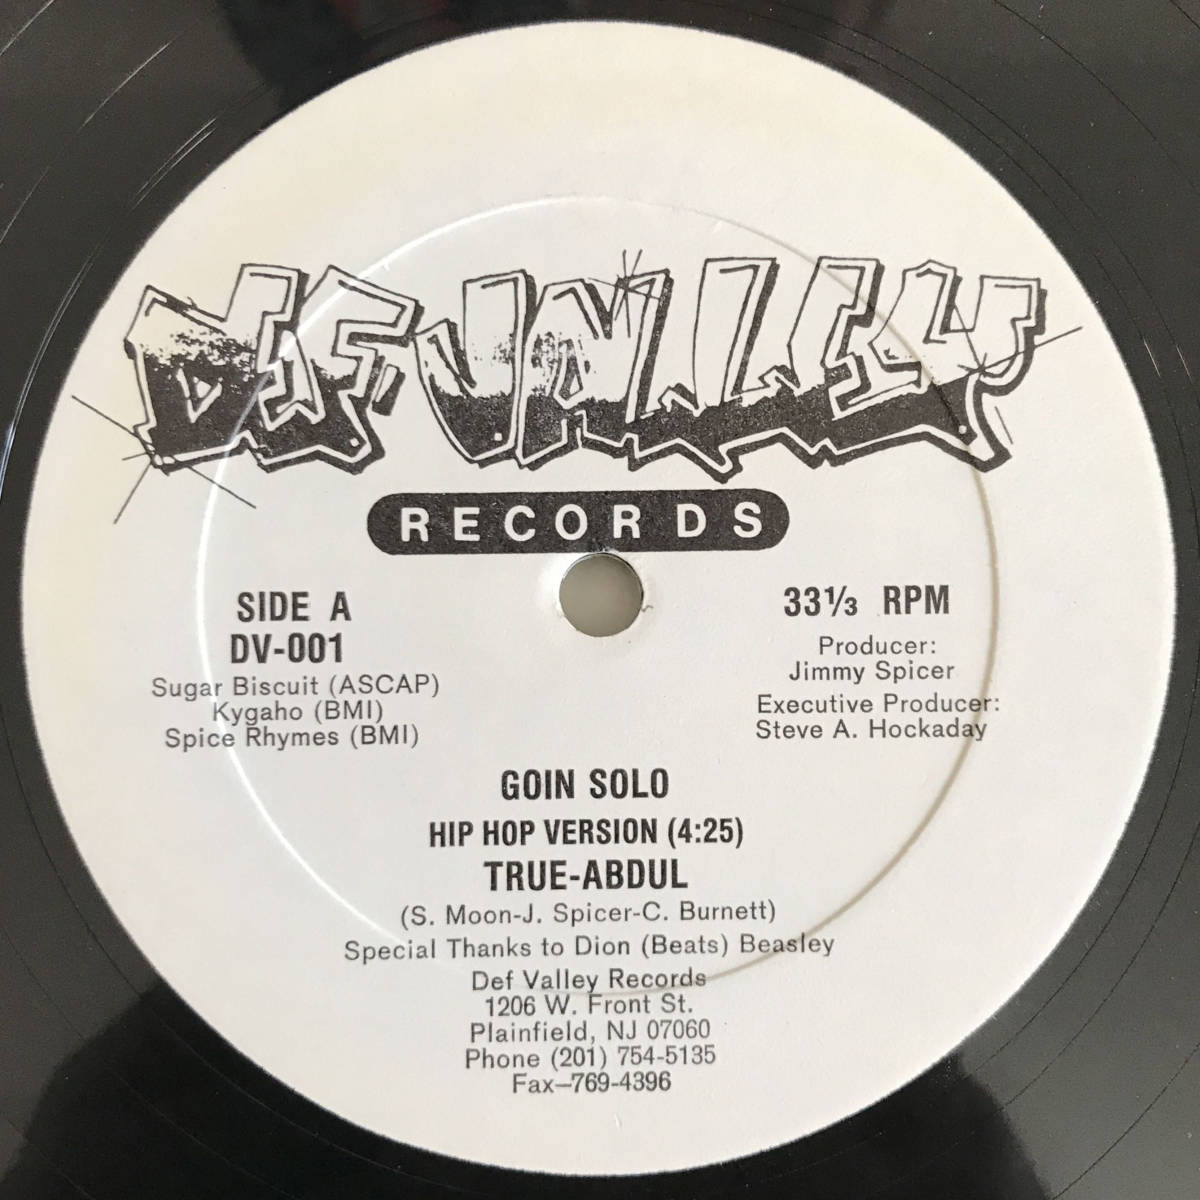 DEF VALLEY
RECORDS
SIDE A
DV-001
Sugar Biscuit (ASCAP)
Kygaho (BMI)
Spice Rhymes (BMI)
33⅓ RPM
Producer:
Jimmy Spicer
Executive Producer:
Steve A. Hockaday
GOIN SOLO
HIP HOP VERSION (4:25)
TRUE-ABDUL
(S. Moon-J. Spicer-C. Burnett)
Special Thanks to Dion (Beats) Beasley
Def Valley Records
1206 W. Front St.
Plainfield, NJ 07060
Phone (201) 754-5135
Fax—769-4396